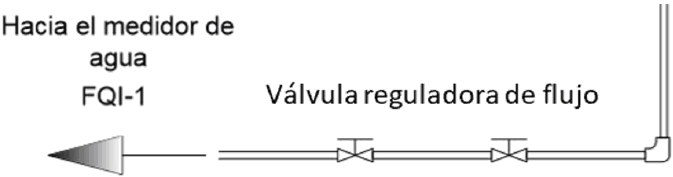 Hacia el medidor de
agua
FQI-1
Válvula reguladora de flujo